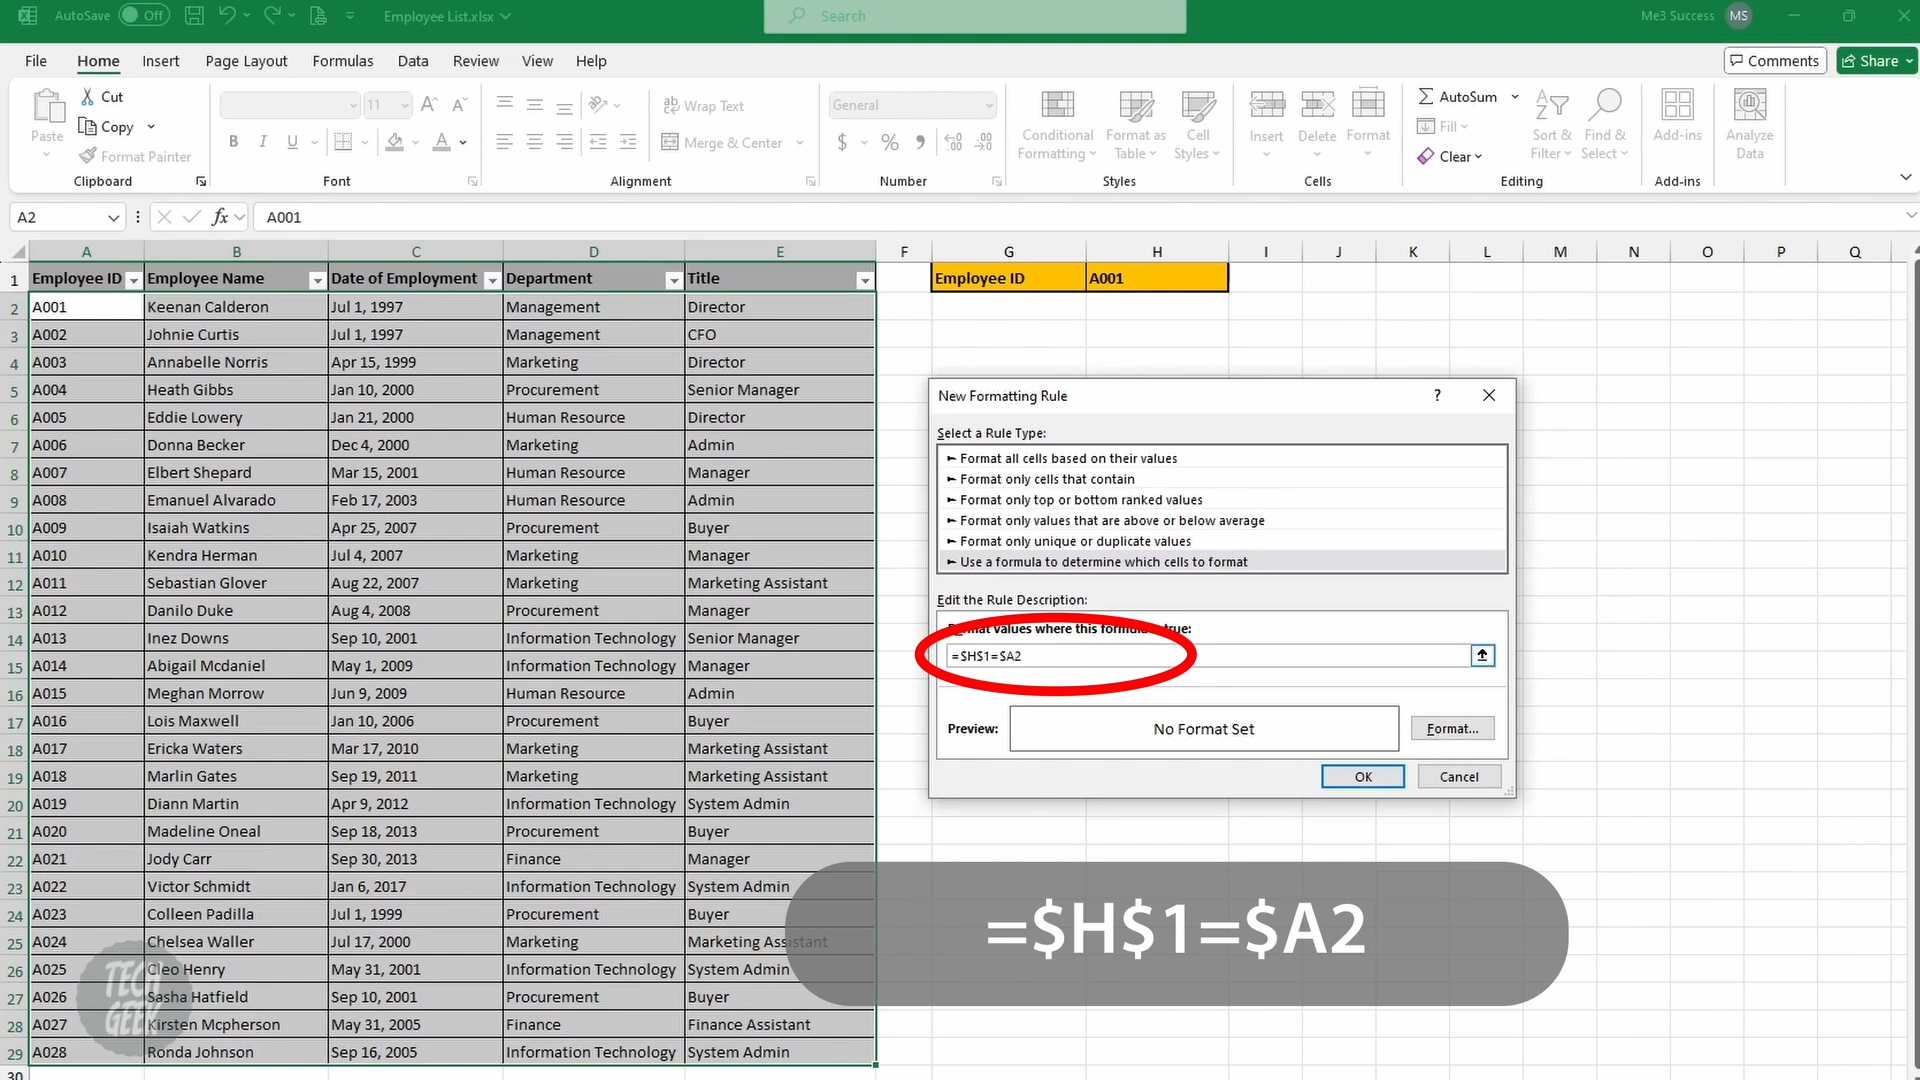 AutoSave Off Employee List.xlsx Search Me3 Success MS
File Home Insert Page Layout Formulas Data Review View Help Comments Share
Paste Cut Copy Format Painter Clipboard
11 B I U A Font
Wrap Text Merge & Center Alignment
General $ % Number
Conditional Formatting Format as Table Cell Styles Styles
Insert Delete Format Cells
AutoSum Fill Clear Sort & Filter Find & Select Editing
Add-ins Add-ins
Analyze Data
A2 fx A001
A B C D E F G H I J K L M N O P Q
1 Employee ID Employee Name Date of Employment Department Title Employee ID A001
2 A001 Keenan Calderon Jul 1, 1997 Management Director
3 A002 Johnie Curtis Jul 1, 1997 Management CFO
4 A003 Annabelle Norris Apr 15, 1999 Marketing Director
5 A004 Heath Gibbs Jan 10, 2000 Procurement Senior Manager
6 A005 Eddie Lowery Jan 21, 2000 Human Resource Director
7 A006 Donna Becker Dec 4, 2000 Marketing Admin
8 A007 Elbert Shepard Mar 15, 2001 Human Resource Manager
9 A008 Emanuel Alvarado Feb 17, 2003 Human Resource Admin
10 A009 Isaiah Watkins Apr 25, 2007 Procurement Buyer
11 A010 Kendra Herman Jul 4, 2007 Marketing Manager
12 A011 Sebastian Glover Aug 22, 2007 Marketing Marketing Assistant
13 A012 Danilo Duke Aug 4, 2008 Procurement Manager
14 A013 Inez Downs Sep 10, 2001 Information Technology Senior Manager
15 A014 Abigail Mcdaniel May 1, 2009 Information Technology Manager
16 A015 Meghan Morrow Jun 9, 2009 Human Resource Admin
17 A016 Lois Maxwell Jan 10, 2006 Procurement Buyer
18 A017 Ericka Waters Mar 17, 2010 Marketing Marketing Assistant
19 A018 Marlin Gates Sep 19, 2011 Marketing Marketing Assistant
20 A019 Diann Martin Apr 9, 2012 Information Technology System Admin
21 A020 Madeline Oneal Sep 18, 2013 Procurement Buyer
22 A021 Jody Carr Sep 30, 2013 Finance Manager
23 A022 Victor Schmidt Jan 6, 2017 Information Technology System Admin
24 A023 Colleen Padilla Jul 1, 1999 Procurement Buyer
25 A024 Chelsea Waller Jul 17, 2000 Marketing Marketing Assistant
26 A025 Cleo Henry May 31, 2001 Information Technology System Admin
27 A026 Sasha Hatfield Sep 10, 2001 Procurement Buyer
28 A027 Kirsten Mcpherson May 31, 2005 Finance Finance Assistant
29 A028 Ronda Johnson Sep 16, 2005 Information Technology System Admin
30
New Formatting Rule ?
Select a Rule Type:
► Format all cells based on their values
► Format only cells that contain
► Format only top or bottom ranked values
► Format only values that are above or below average
► Format only unique or duplicate values
► Use a formula to determine which cells to format
Edit the Rule Description:
Format values where this formula is true:
=$H$1=$A2
Preview: No Format Set Format...
OK Cancel
=$H$1=$A2
TECH
GEEK